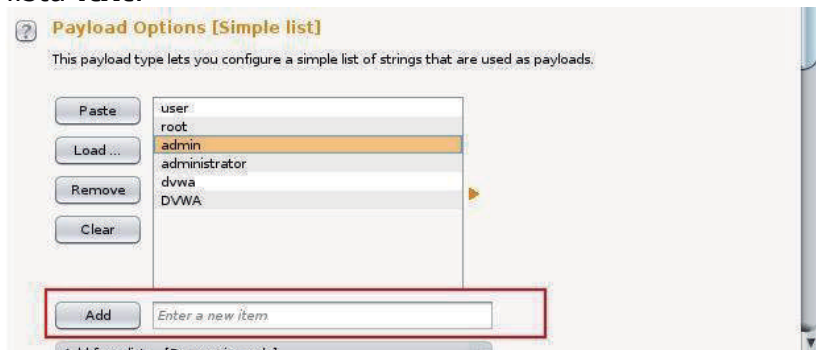 Payload Options [Simple list]
This payload type lets you configure a simple list of strings that are used as payloads.
Paste
user
root
Load ...
admin
administrator
Remove
dvwa
DVWA
Clear
Add
Enter a new item